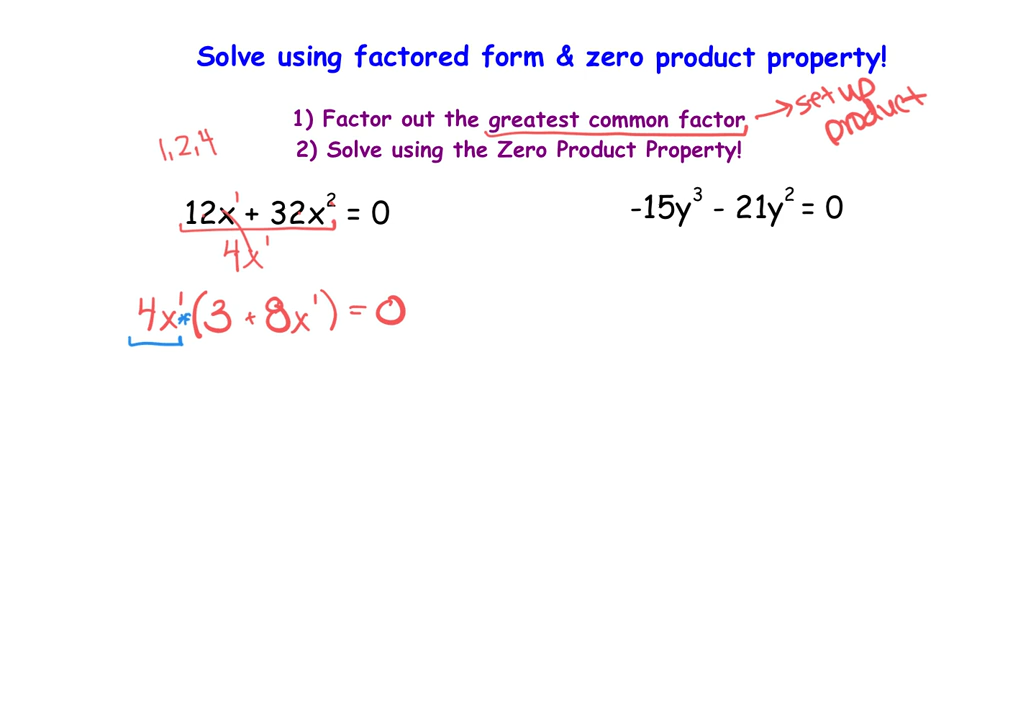 Solve using factored form & zero product property!
1) Factor out the greatest common factor → set up product
2) Solve using the Zero Product Property!
1, 2, 4
12x¹ + 32x² = 0
4x¹
4x¹*(3 + 8x¹) = 0
-15y³ - 21y² = 0